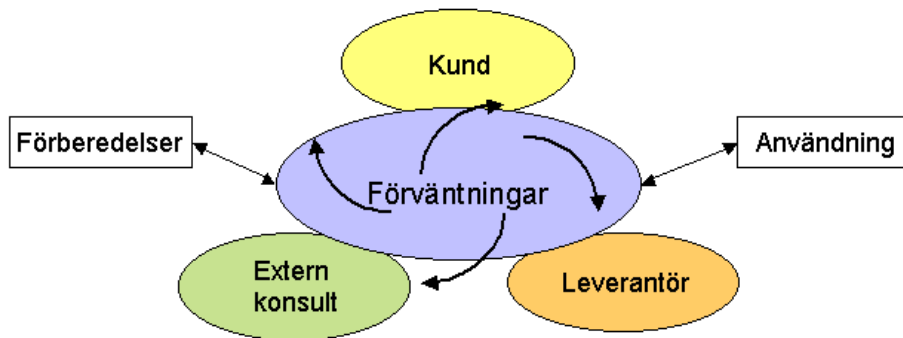 Kund
Förberedelser
Användning
Förväntningar
Extern
konsult
Leverantör